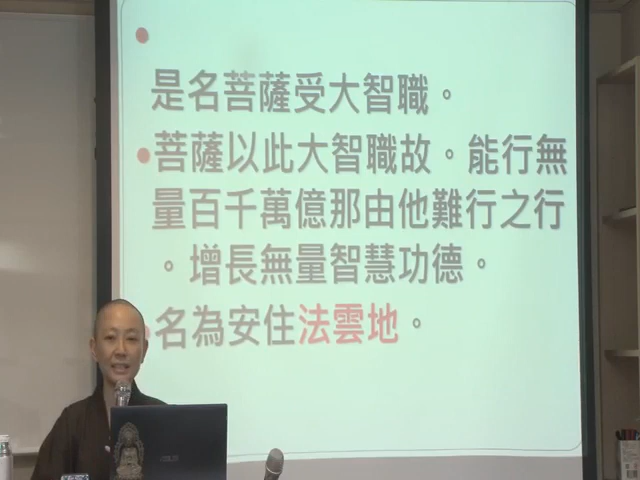 是名菩薩受大智職。
菩薩以此大智職故。能行無
量百千萬億那由他難行之行
。增長無量智慧功德。
名為安住法雲地。
ASUS